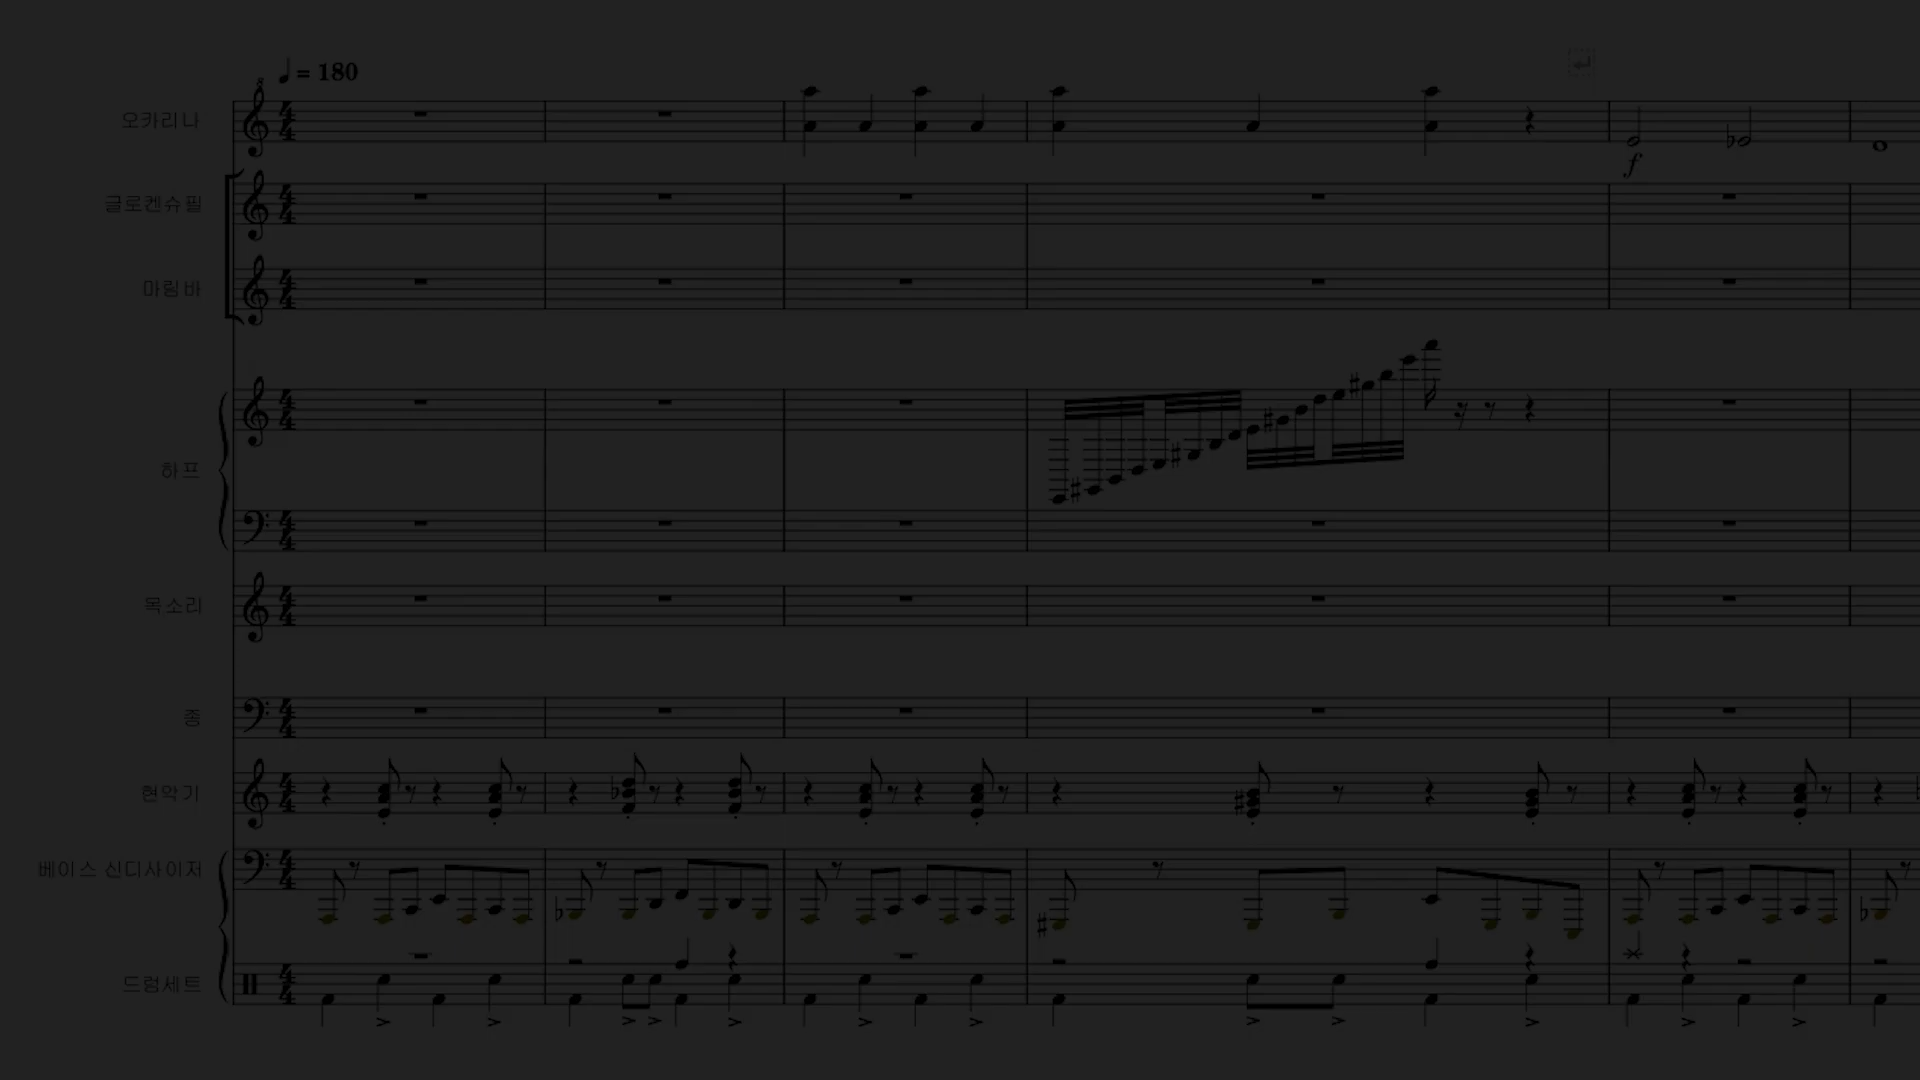 ♩ = 180
오카리나
글로켄슈필
마림바
하프
목소리
종
현악기
베이스 신디사이저
드럼세트
f